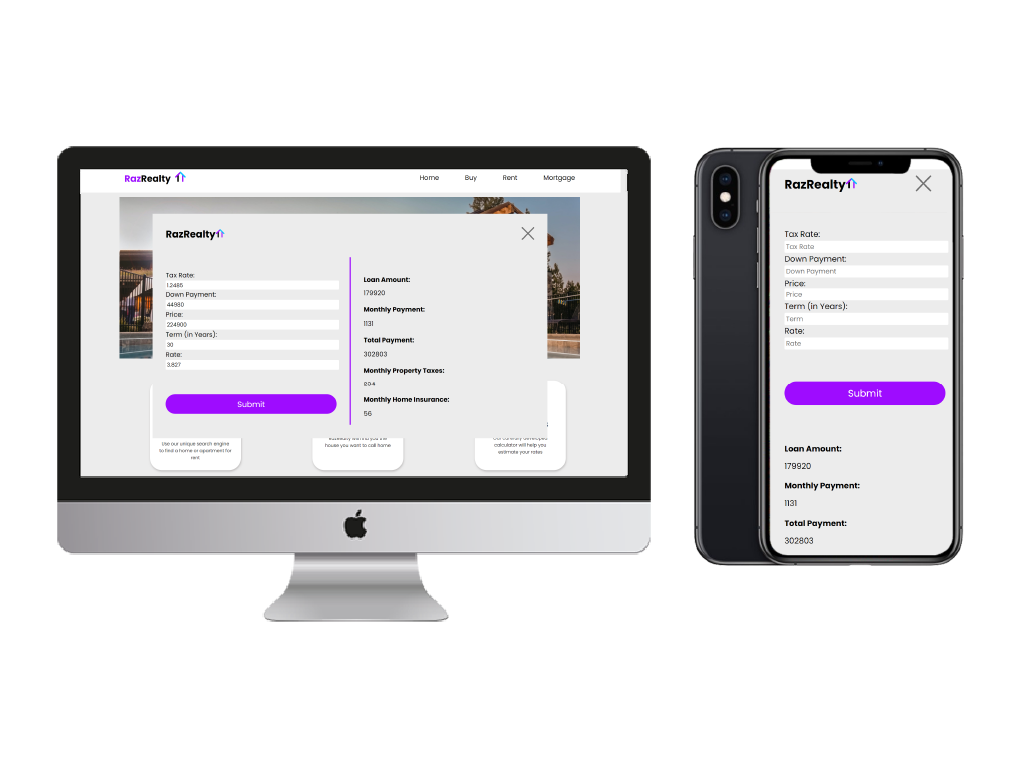 RazRealty
Home Buy Rent Mortgage
RazRealty
Tax Rate:
1.2485
Down Payment:
44980
Price:
224900
Term (in Years):
30
Rate:
3.827
Submit
Loan Amount:
179920
Monthly Payment:
1131
Total Payment:
302803
Monthly Property Taxes:
234
Monthly Home Insurance:
56
Use our unique search engine
to find a home or apartment for
rent
house you want to call home
calculator will help you
estimate your rates
RazRealty
Tax Rate:
Tax Rate
Down Payment:
Down Payment
Price:
Price
Term (in Years):
Term
Rate:
Rate
Submit
Loan Amount:
179920
Monthly Payment:
1131
Total Payment:
302803